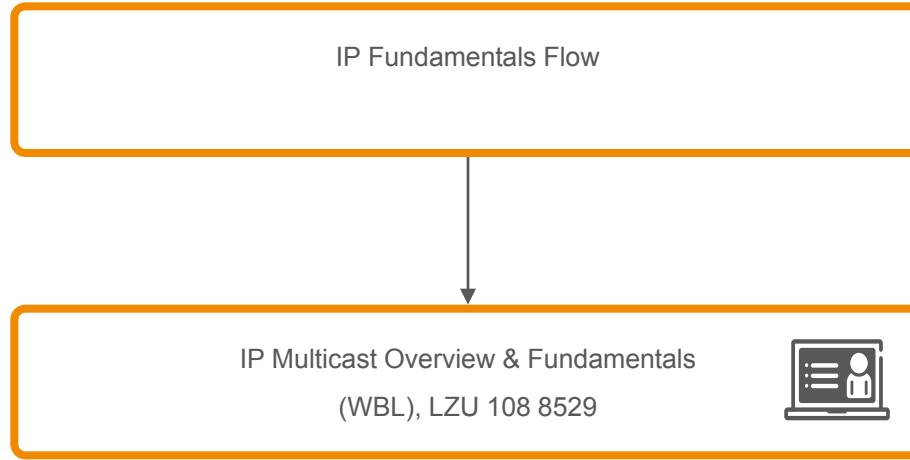 IP Fundamentals Flow
IP Multicast Overview & Fundamentals
(WBL), LZU 108 8529